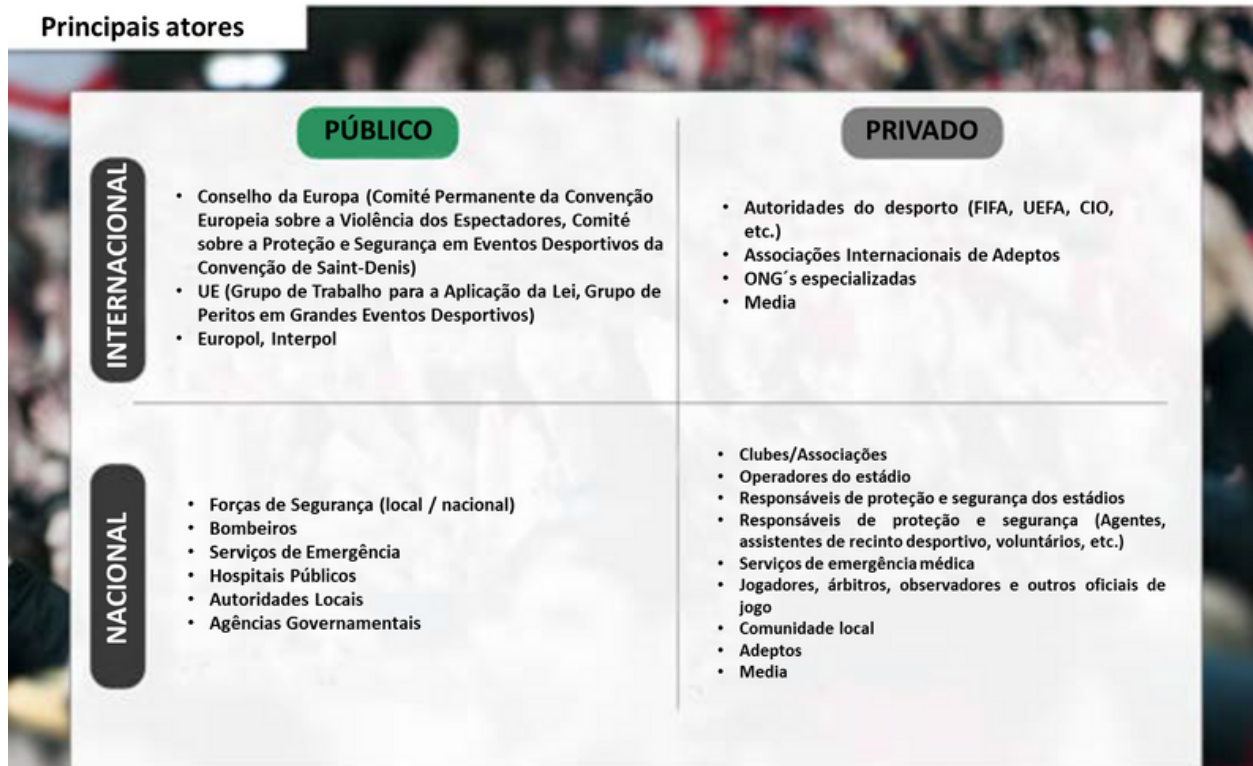 Principais atores
PÚBLICO
PRIVADO
INTERNACIONAL
• Conselho da Europa (Comité Permanente da Convenção
Europeia sobre a Violência dos Espectadores, Comité
sobre a Proteção e Segurança em Eventos Desportivos da
Convenção de Saint-Denis)
• UE (Grupo de Trabalho para a Aplicação da Lei, Grupo de
Peritos em Grandes Eventos Desportivos)
• Europol, Interpol
• Autoridades do desporto (FIFA, UEFA, CIO,
etc.)
• Associações Internacionais de Adeptos
• ONG´s especializadas
• Media
NACIONAL
• Forças de Segurança (local / nacional)
• Bombeiros
• Serviços de Emergência
• Hospitais Públicos
• Autoridades Locais
• Agências Governamentais
• Clubes/Associações
• Operadores do estádio
• Responsáveis de proteção e segurança dos estádios
• Responsáveis de proteção e segurança (Agentes,
assistentes de recinto desportivo, voluntários, etc.)
• Serviços de emergência médica
• Jogadores, árbitros, observadores e outros oficiais de
jogo
• Comunidade local
• Adeptos
• Media